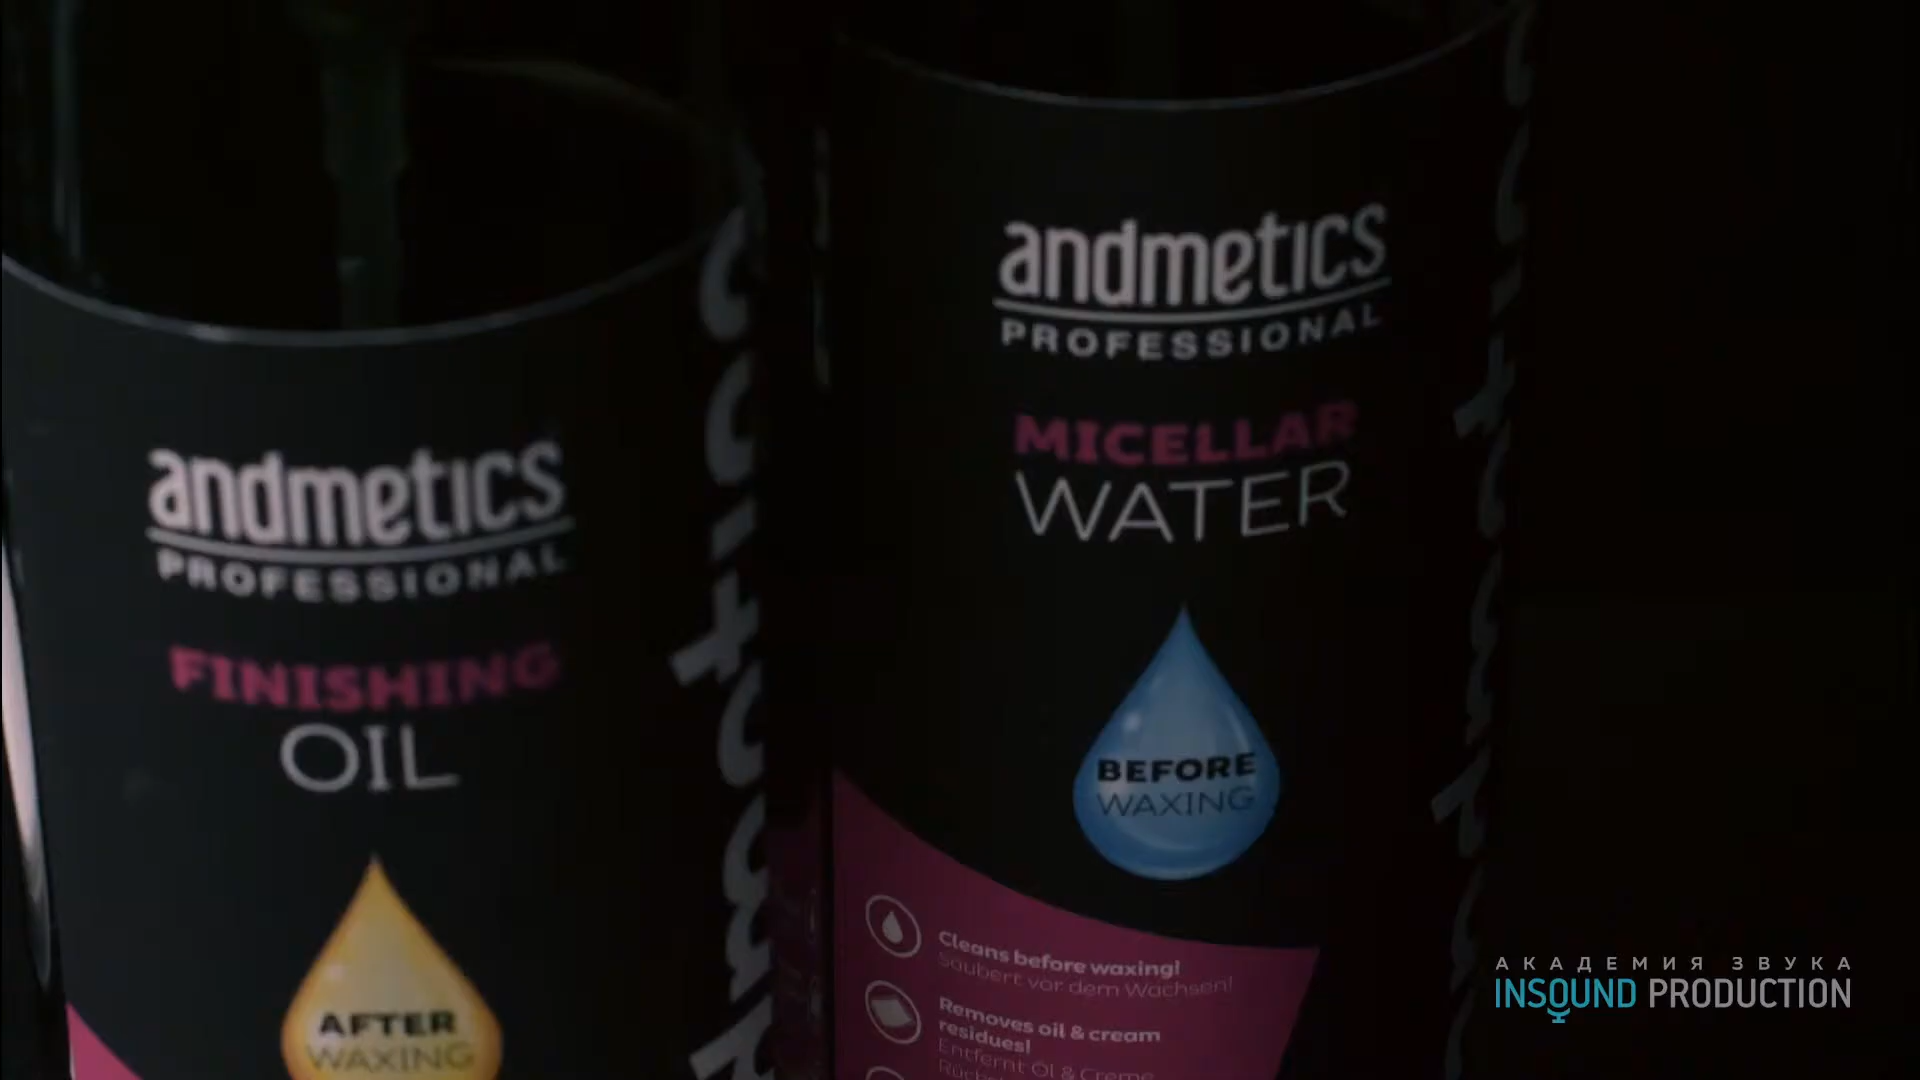 andmetics
PROFESSIONAL
FINISHING
OIL
AFTER
WAXING
andmetics
PROFESSIONAL
MICELLAR
WATER
BEFORE
WAXING
Cleans before waxing!
Saubert vor dem Wachsen!
Removes oil & cream
residues!
Entfernt Öl & Creme
АКАДЕМИЯ ЗВУКА
INSOUND PRODUCTION